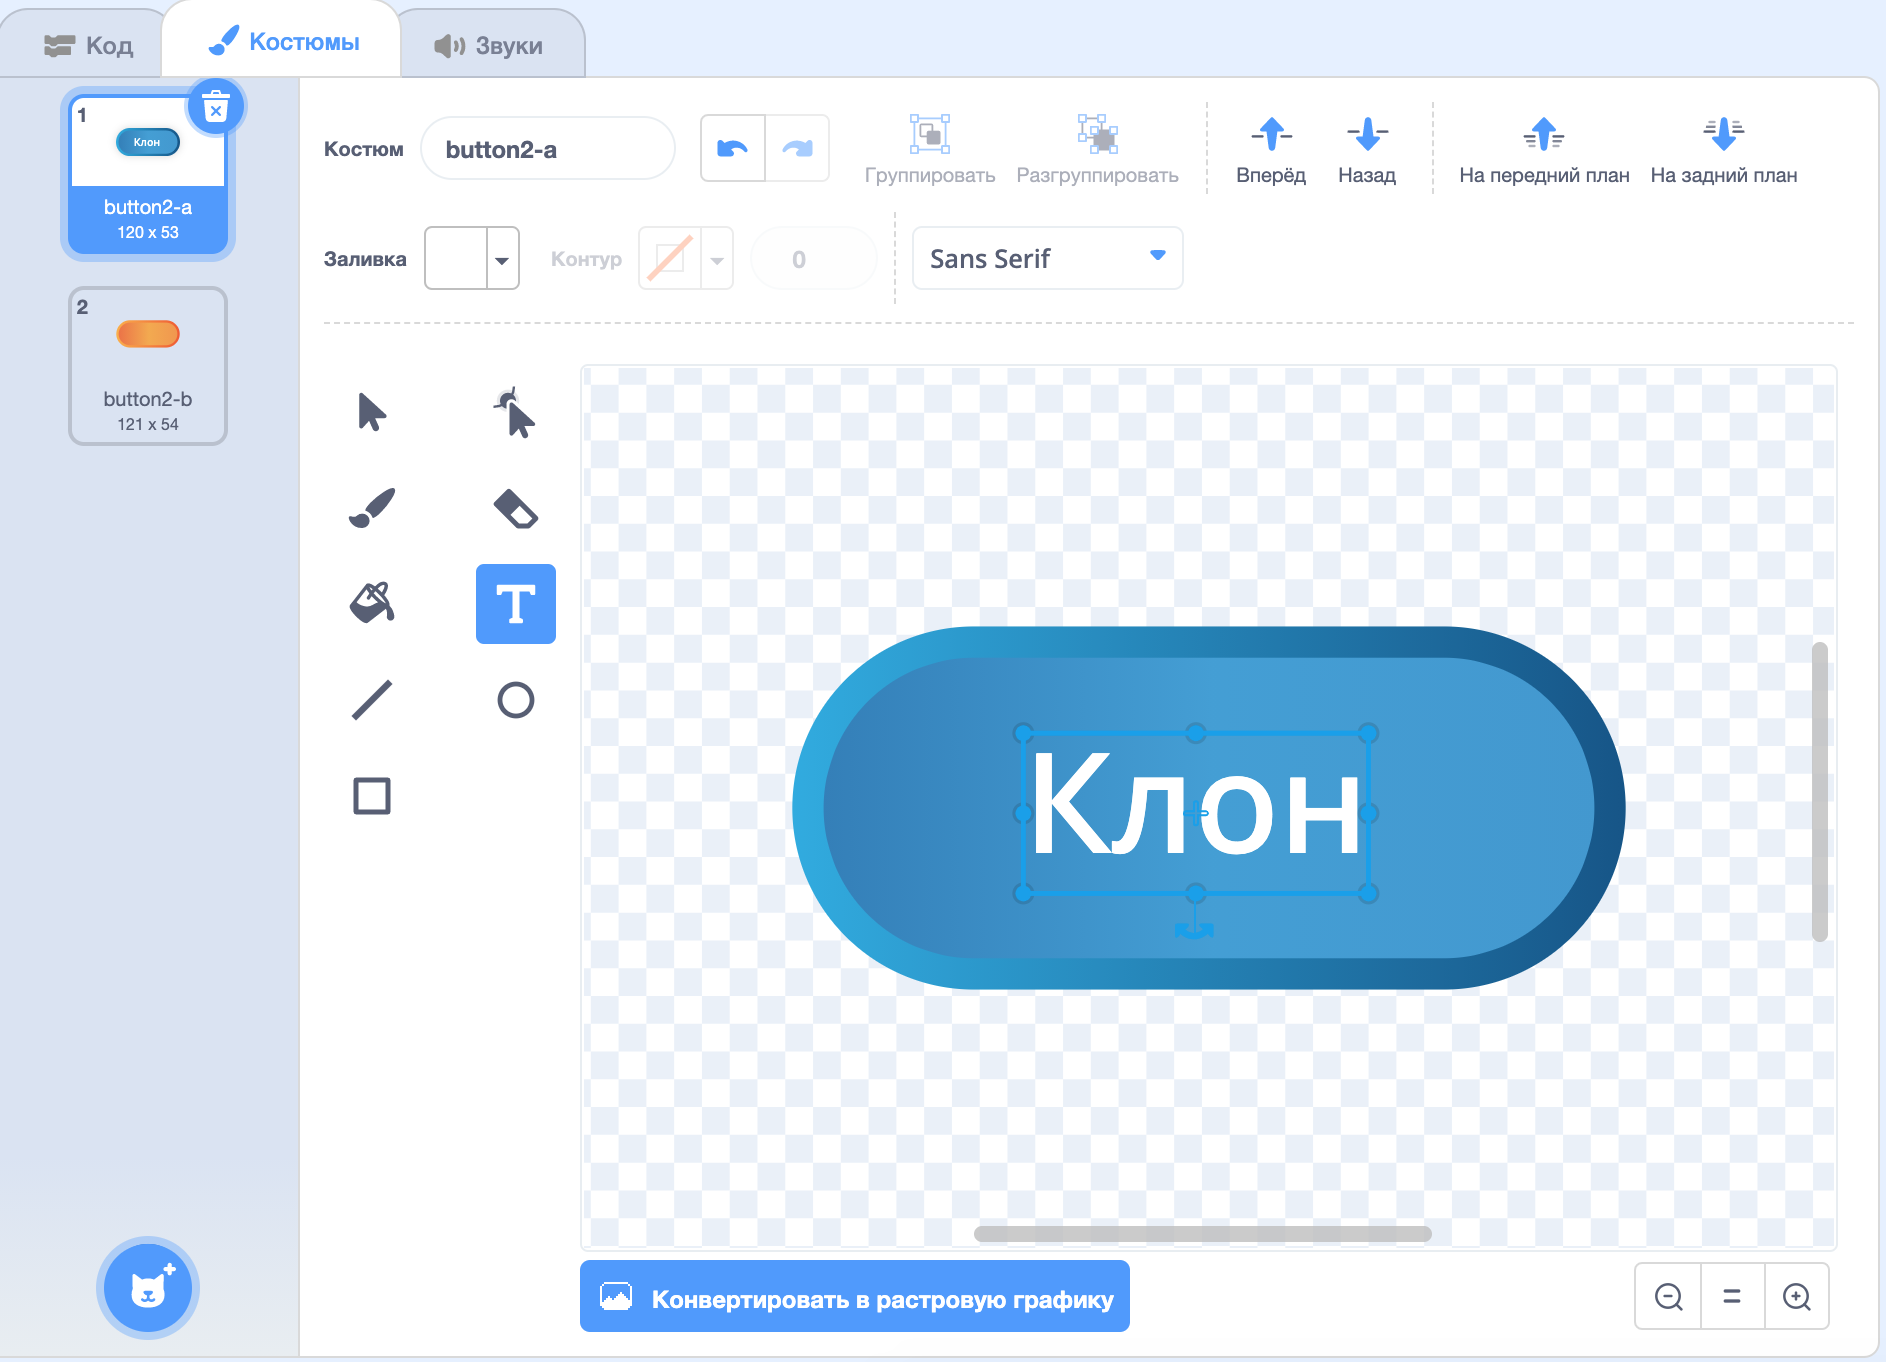 Код
Костюмы
Звуки
1
Клон
button2-a
120 x 53
2
button2-b
121 x 54
Костюм
button2-a
Группировать
Разгруппировать
Вперёд
Назад
На передний план
На задний план
Заливка
Контур
0
Sans Serif
T
Клон
Конвертировать в растровую графику